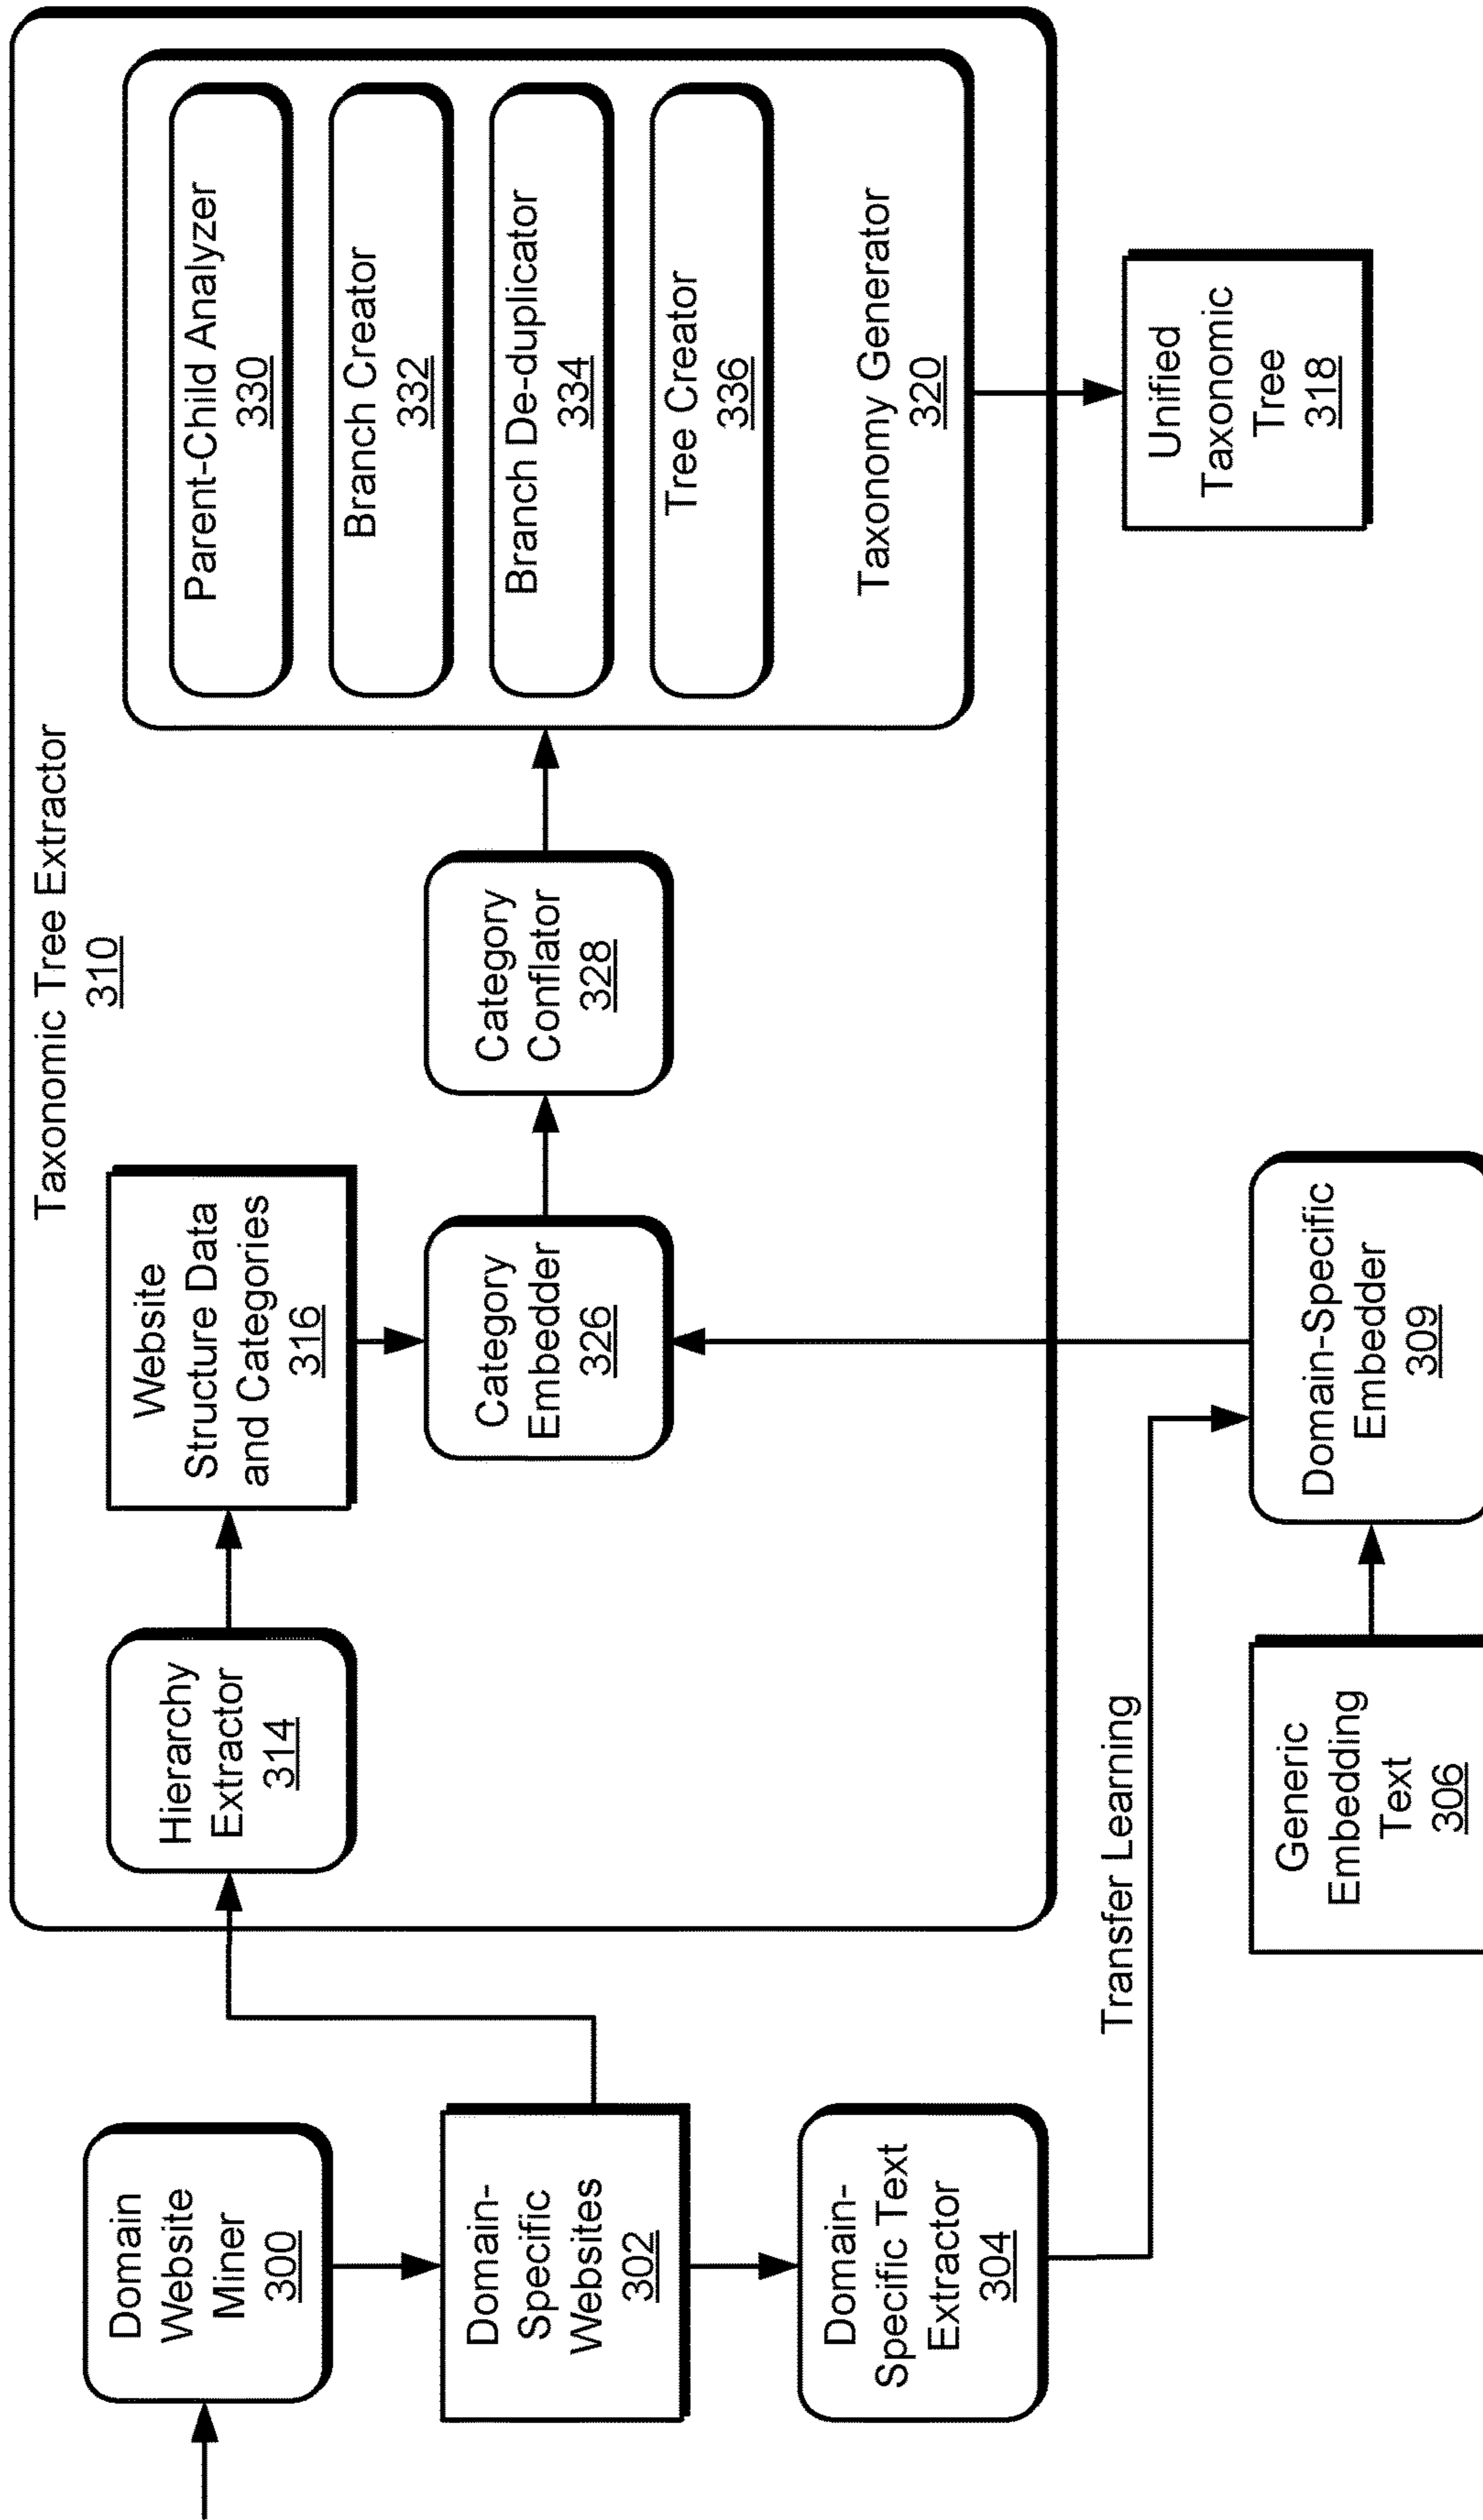 Taxonomic Tree Extractor
310
Domain
Website
Miner
300
Domain-
Specific
Websites
302
Domain-
Specific Text
Extractor
304
Hierarchy
Extractor
314
Website
Structure Data
and Categories
316
Category
Embedder
326
Category
Conflator
328
Parent-Child Analyzer
330
Branch Creator
332
Branch De-duplicator
334
Tree Creator
336
Taxonomy Generator
320
Transfer Learning
Generic
Embedding
Text
306
Domain-Specific
Embedder
309
Unified
Taxonomic
Tree
318